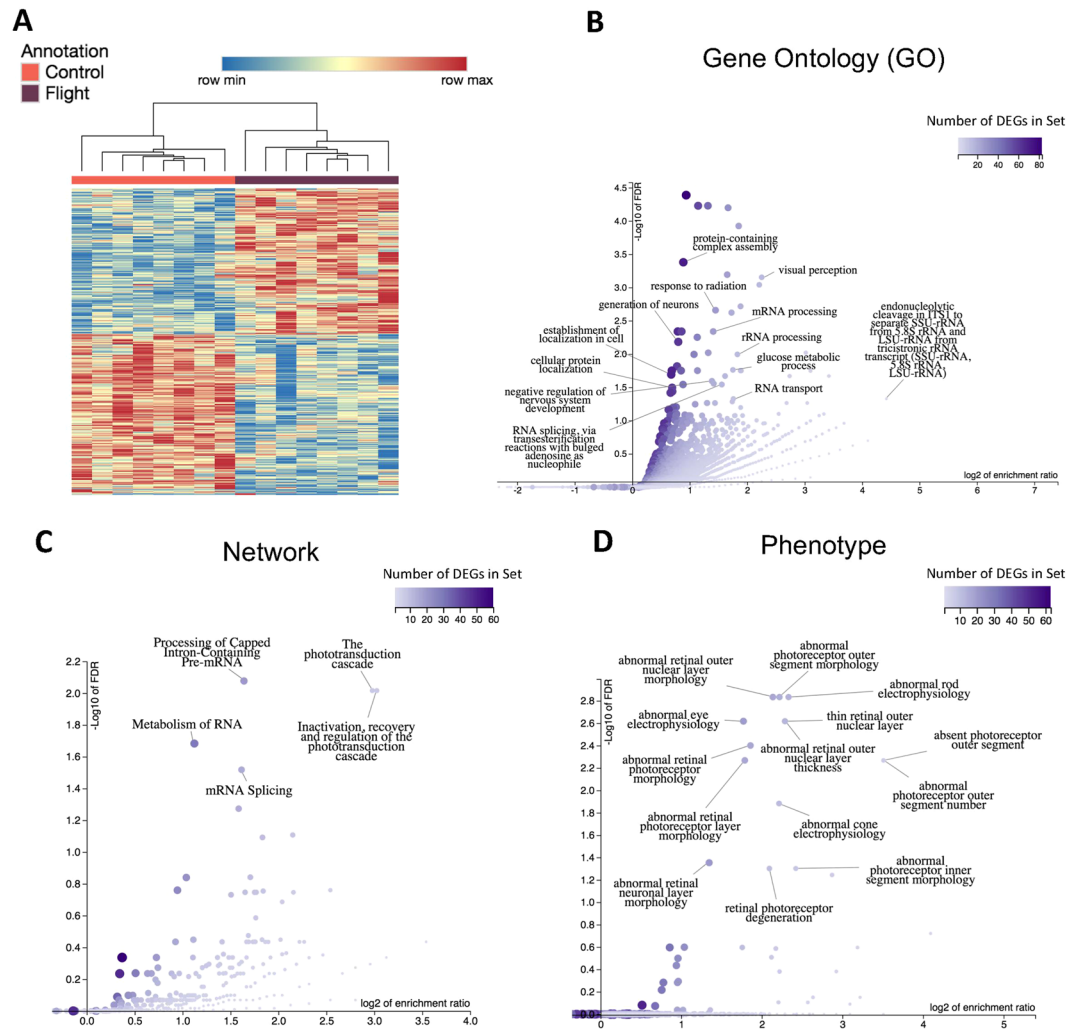 A
Annotation
Control
Flight
row min
row max
B
Gene Ontology (GO)
Number of DEGs in Set
20 40 60 80
-Log10 of FDR
4.5
4.0
3.5
3.0
2.5
2.0
1.5
1.0
0.5
protein-containing
complex assembly
visual perception
response to radiation
generation of neurons
mRNA processing
establishment of
localization in cell
rRNA processing
cellular protein
localization
glucose metabolic
process
negative regulation of
nervous system
development
RNA transport
RNA splicing, via
transesterification
reactions with bulged
adenosine as
nucleophile
endonucleolytic
cleavage in ITS1 to
separate SSU-rRNA
from 5.8S rRNA and
LSU-rRNA from
tricistronic rRNA
transcript (SSU-rRNA,
5.8S rRNA,
LSU-rRNA)
log2 of enrichment ratio
-2 -1 0 1 2 3 4 5 6 7
C
Network
Number of DEGs in Set
10 20 30 40 50 60
-Log10 of FDR
2.2
2.0
1.8
1.6
1.4
1.2
1.0
0.8
0.6
0.4
0.2
Processing of Capped
Intron-Containing
Pre-mRNA
The
phototransduction
cascade
Metabolism of RNA
Inactivation, recovery
and regulation of the
phototransduction
cascade
mRNA Splicing
log2 of enrichment ratio
0.0 0.5 1.0 1.5 2.0 2.5 3.0 3.5 4.0
D
Phenotype
Number of DEGs in Set
10 20 30 40 50 60
-Log10 of FDR
2.8
2.6
2.4
2.2
2.0
1.8
1.6
1.4
1.2
1.0
0.8
0.6
0.4
0.2
0.0
abnormal retinal outer
nuclear layer
morphology
abnormal
photoreceptor outer
segment morphology
abnormal rod
electrophysiology
abnormal eye
electrophysiology
thin retinal outer
nuclear layer
absent photoreceptor
outer segment
abnormal retinal
photoreceptor
morphology
abnormal retinal outer
nuclear layer
thickness
abnormal
photoreceptor outer
segment number
abnormal retinal
photoreceptor layer
morphology
abnormal cone
electrophysiology
abnormal retinal
neuronal layer
morphology
abnormal
photoreceptor inner
segment morphology
retinal photoreceptor
degeneration
log2 of enrichment ratio
0 1 2 3 4 5